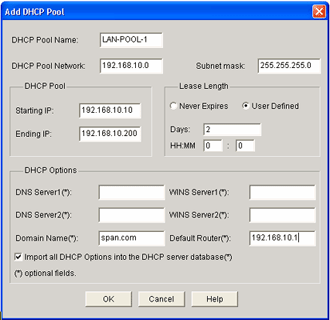 Add DHCP Pool
DHCP Pool Name: LAN-POOL-1
DHCP Pool Network: 192.168.10.0 Subnet mask: 255.255.255.0
DHCP Pool
Starting IP: 192.168.10.10
Ending IP: 192.168.10.200
Lease Length
Never Expires User Defined
Days: 2
HH:MM 0 : 0
DHCP Options
DNS Server1(*): WINS Server1(*):
DNS Server2(*): WINS Server2(*):
Domain Name(*): span.com Default Router(*): 192.168.10.1
Import all DHCP Options into the DHCP server database(*)
(*) optional fields.
OK Cancel Help